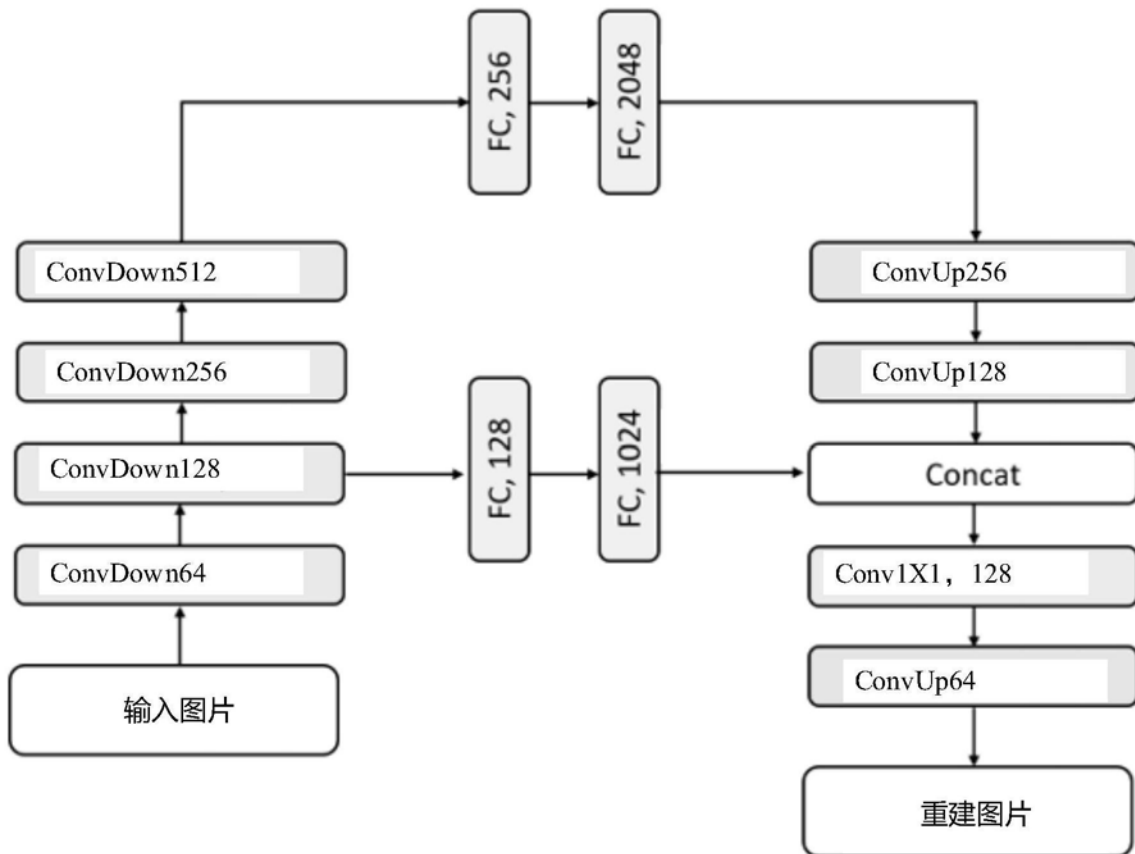 FC, 256
FC, 2048
ConvDown512
ConvUp256
ConvDown256
ConvUp128
ConvDown128
FC, 128
FC, 1024
Concat
ConvDown64
Conv1X1，128
输入图片
ConvUp64
重建图片